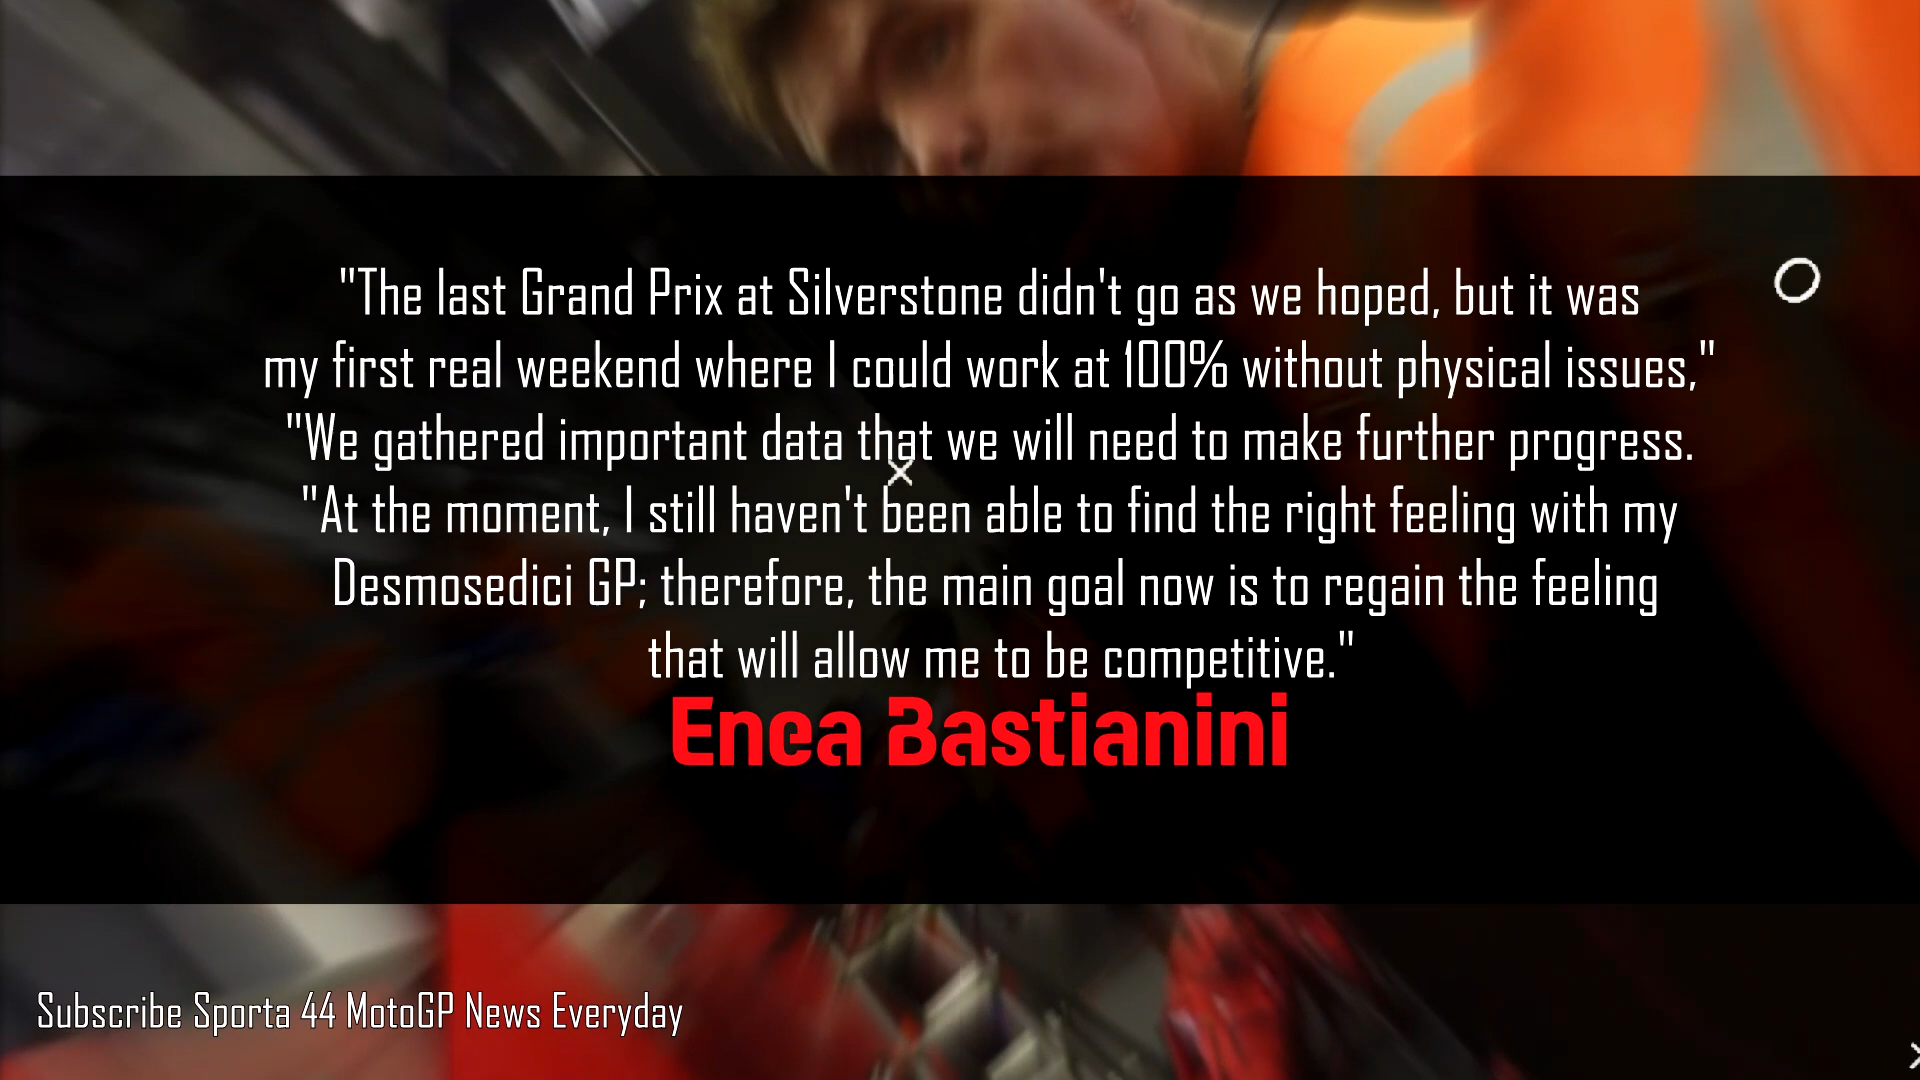 "The last Grand Prix at Silverstone didn't go as we hoped, but it was
my first real weekend where I could work at 100% without physical issues,"
"We gathered important data that we will need to make further progress.
"At the moment, I still haven't been able to find the right feeling with my
Desmosedici GP; therefore, the main goal now is to regain the feeling
that will allow me to be competitive."
Enea Bastianini
Subscribe Sporta 44 MotoGP News Everyday